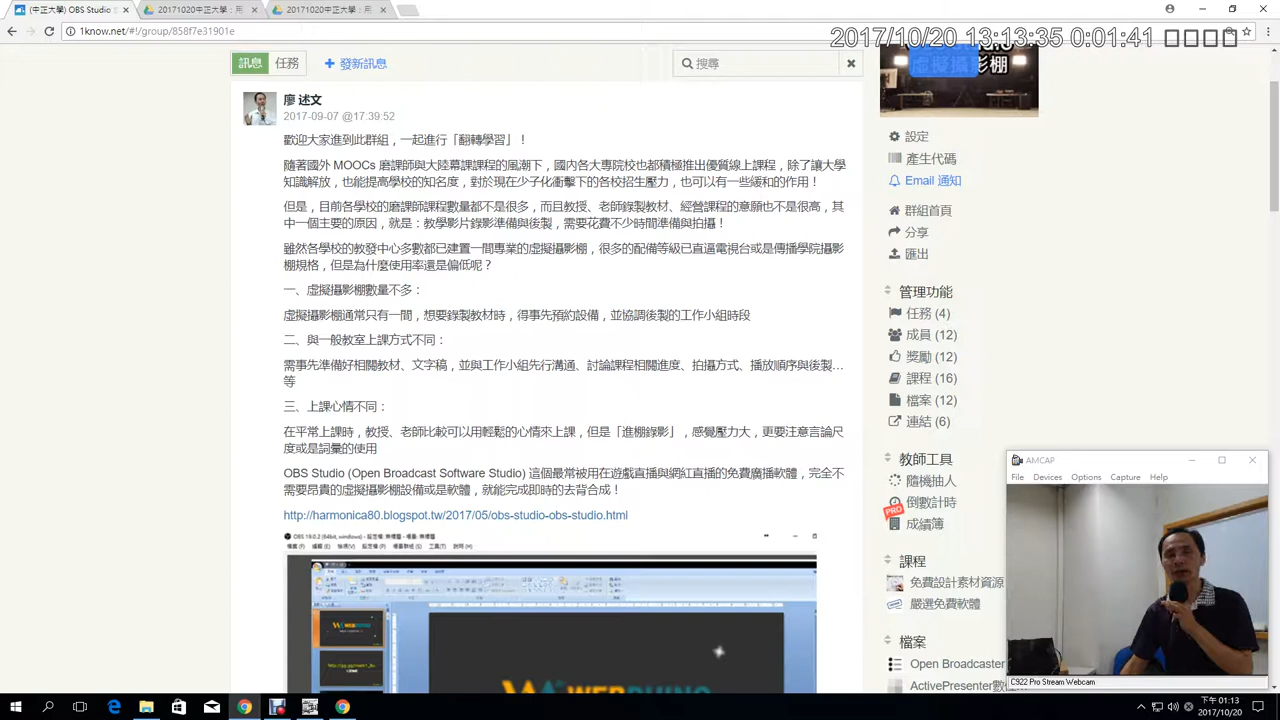 (中正大學) OBS Studio
20171020中正大學：用
20171020中正大學：用
1know.net/#!/group/858f7e31901e
2017/10/20 13:13:35 0:01:41
訊息
任務
發新訊息
搜尋
虛擬攝影棚
廖 述文
2017-09-07 @17:39:52
歡迎大家進到此群組，一起進行「翻轉學習」！
隨著國外 MOOCs 磨課師與大陸幕課課程的風潮下，國內各大專院校也都積極推出優質線上課程，除了讓大學
知識解放，也能提高學校的知名度，對於現在少子化衝擊下的各校招生壓力，也可以有一些緩和的作用！
但是，目前各學校的磨課師課程數量都不是很多，而且教授、老師錄製教材、經營課程的意願也不是很高，其
中一個主要的原因，就是：教學影片錄影準備與後製，需要花費不少時間準備與拍攝！
雖然各學校的教發中心多數都已建置一間專業的虛擬攝影棚，很多的配備等級已直逼電視台或是傳播學院攝影
棚規格，但是為什麼使用率還是偏低呢？
一、虛擬攝影棚數量不多：
虛擬攝影棚通常只有一間，想要錄製教材時，得事先預約設備，並協調後製的工作小組時段
二、與一般教室上課方式不同：
需事先準備好相關教材、文字稿，並與工作小組先行溝通、討論課程相關進度、拍攝方式、播放順序與後製…
等
三、上課心情不同：
在平常上課時，教授、老師比較可以用輕鬆的心情來上課，但是「進棚錄影」，感覺壓力大，更要注意言論尺
度或是詞彙的使用
OBS Studio (Open Broadcast Software Studio) 這個最常被用在遊戲直播與網紅直播的免費廣播軟體，完全不
需要昂貴的虛擬攝影棚設備或是軟體，就能完成即時的去背合成！
http://harmonica80.blogspot.tw/2017/05/obs-studio-obs-studio.html
設定
產生代碼
Email 通知
群組首頁
分享
匯出
管理功能
任務 (4)
成員 (12)
獎勵 (12)
課程 (16)
檔案 (12)
連結 (6)
教師工具
隨機抽人
倒數計時
PRO
成績簿
課程
免費設計素材資源
嚴選免費軟體
檔案
Open Broadcaster
ActivePresenter
AMCAP
File Devices Options Capture Help
C922 Pro Stream Webcam
OBS 19.0.2 (64bit, windows)
WEBDUINO
下午 01:13
2017/10/20